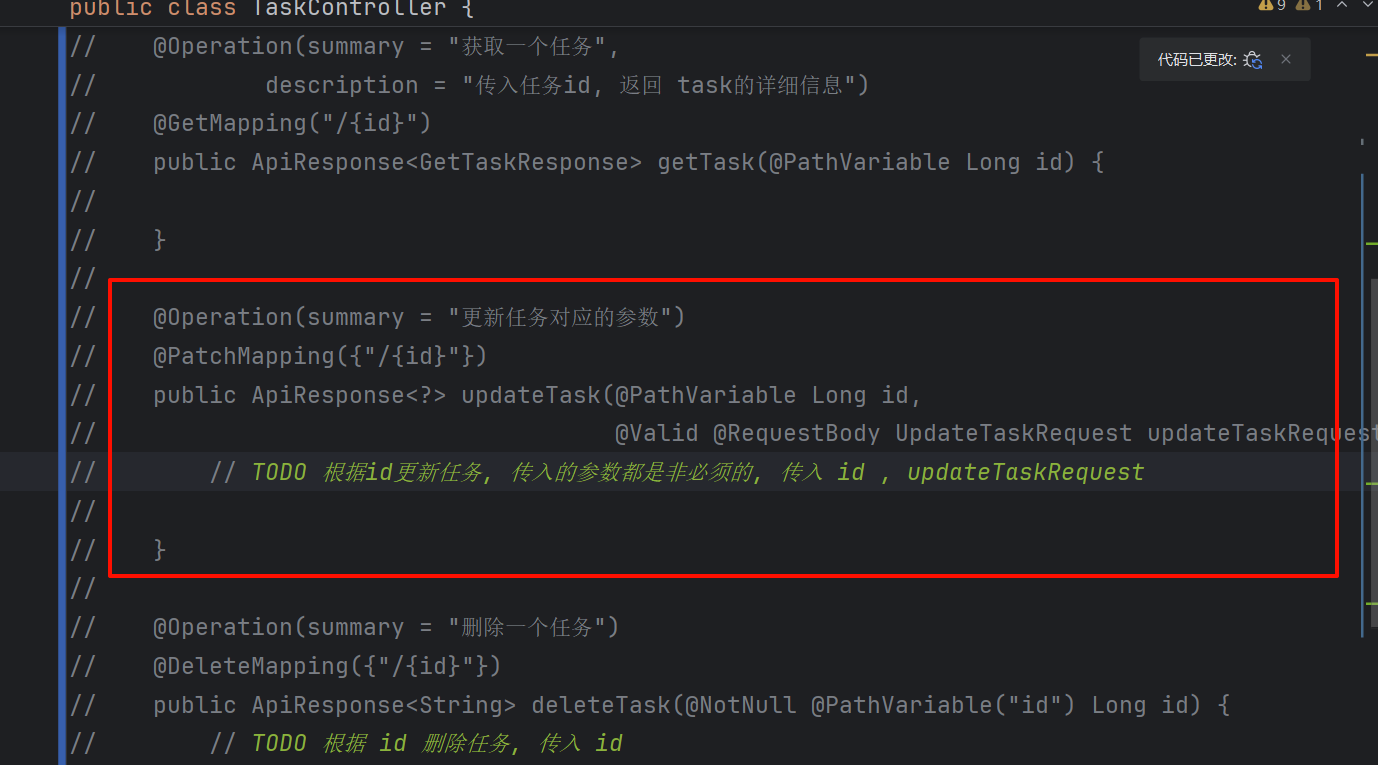 public class TaskController {
9 1
//    @Operation(summary = "获取一个任务",
代码已更改:
//            description = "传入任务id, 返回 task的详细信息")
//    @GetMapping("/{id}")
//    public ApiResponse<GetTaskResponse> getTask(@PathVariable Long id) {
//
//    }
//
//    @Operation(summary = "更新任务对应的参数")
//    @PatchMapping({"/{id}"})
//    public ApiResponse<?> updateTask(@PathVariable Long id,
//                                     @Valid @RequestBody UpdateTaskRequest updateTaskRequest
//        // TODO 根据id更新任务, 传入的参数都是非必须的, 传入 id , updateTaskRequest
//
//    }
//
//    @Operation(summary = "删除一个任务")
//    @DeleteMapping({"/{id}"})
//    public ApiResponse<String> deleteTask(@NotNull @PathVariable("id") Long id) {
//        // TODO 根据 id 删除任务, 传入 id